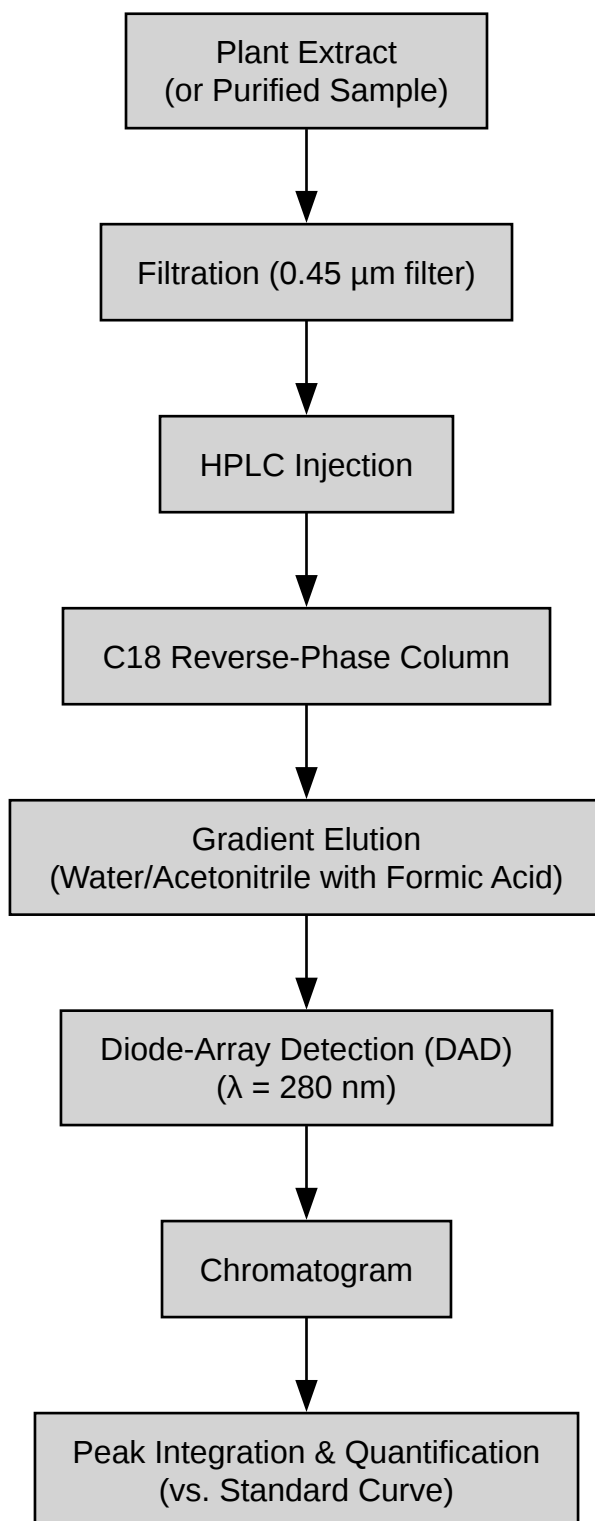 Plant Extract
(or Purified Sample)
Filtration (0.45 µm filter)
HPLC Injection
C18 Reverse-Phase Column
Gradient Elution
(Water/Acetonitrile with Formic Acid)
Diode-Array Detection (DAD)
(λ = 280 nm)
Chromatogram
Peak Integration & Quantification
(vs. Standard Curve)